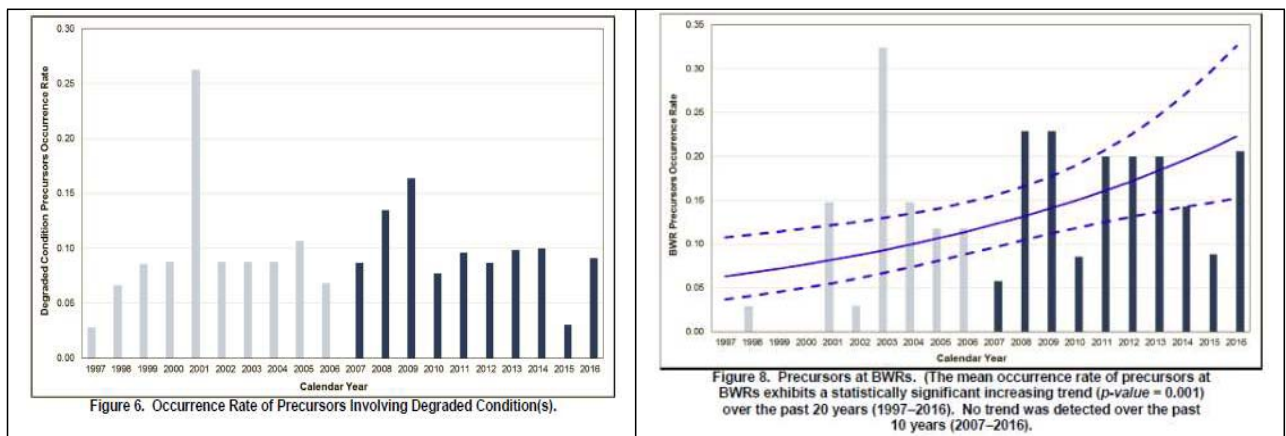 0.30
0.25
0.20
0.15
0.10
0.05
0.00
Degraded Condition Precursors Occurrence Rate
1997 1998 1999 2000 2001 2002 2003 2004 2005 2006 2007 2008 2009 2010 2011 2012 2013 2014 2015 2016
Calendar Year
Figure 6. Occurrence Rate of Precursors Involving Degraded Condition(s).
0.35
0.30
0.25
0.20
0.15
0.10
0.05
0.00
BWR Precursors Occurrence Rate
1997 1998 1999 2000 2001 2002 2003 2004 2005 2006 2007 2008 2009 2010 2011 2012 2013 2014 2015 2016
Calendar Year
Figure 8. Precursors at BWRs. (The mean occurrence rate of precursors at
BWRs exhibits a statistically significant increasing trend (p-value = 0.001)
over the past 20 years (1997–2016). No trend was detected over the past
10 years (2007–2016).